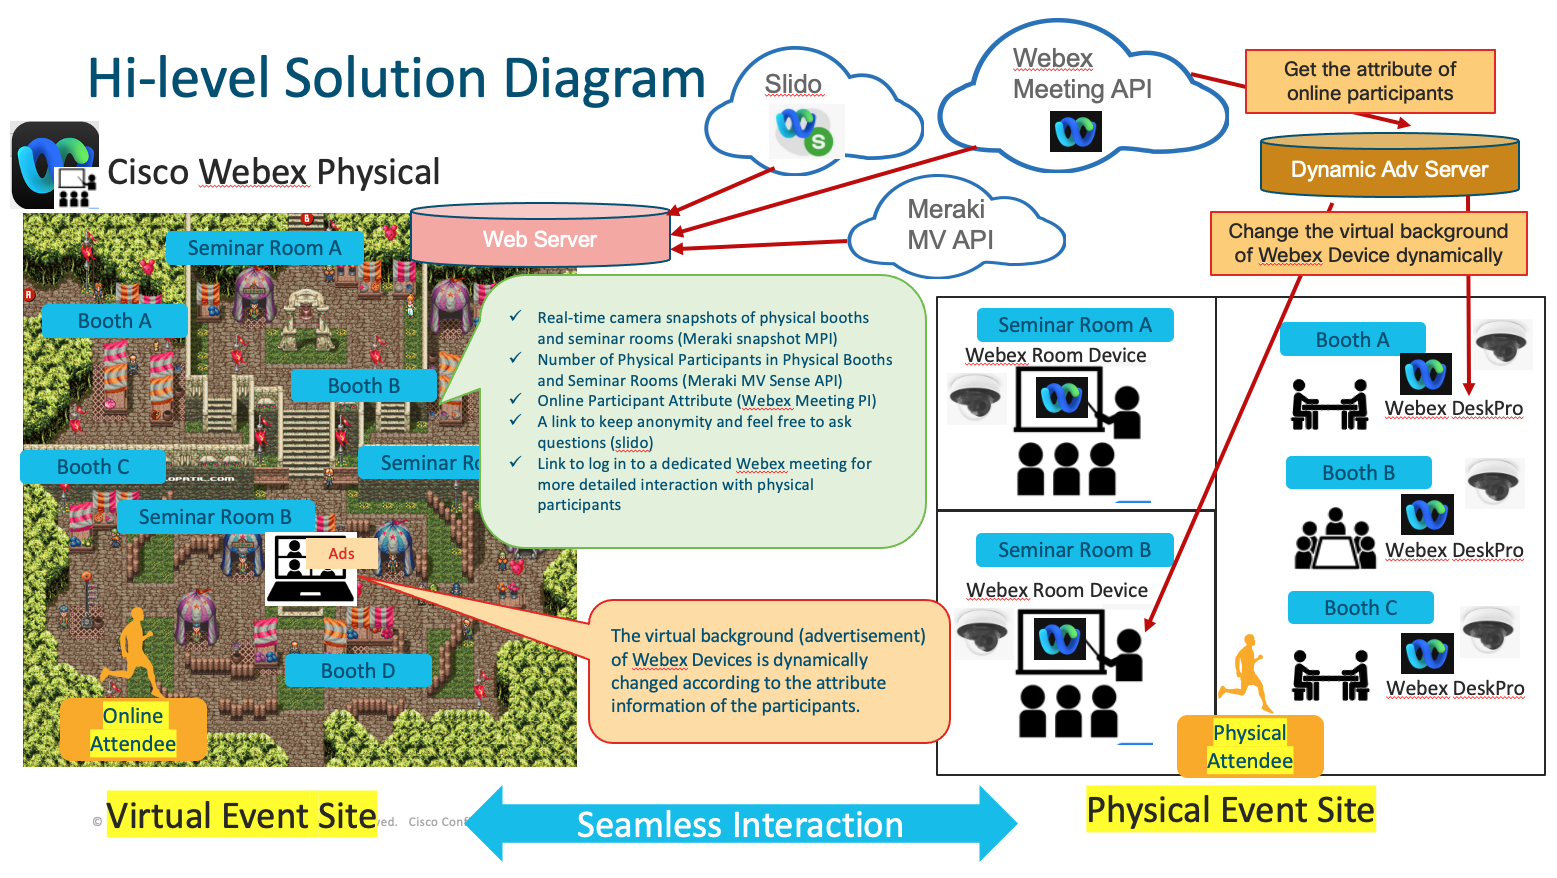 Hi-level Solution Diagram
Cisco Webex Physical
Slido
S
Webex
Meeting API
Meraki
MV API
Get the attribute of
online participants
Dynamic Adv Server
Change the virtual background
of Webex Device dynamically
Web Server
Seminar Room A
Booth A
Booth B
Booth C
Seminar Ro
OPATIL.COM
Seminar Room B
Ads
Booth D
Online
Attendee
✓ Real-time camera snapshots of physical booths
and seminar rooms (Meraki snapshot MPI)
✓ Number of Physical Participants in Physical Booths
and Seminar Rooms (Meraki MV Sense API)
✓ Online Participant Attribute (Webex Meeting PI)
✓ A link to keep anonymity and feel free to ask
questions (slido)
✓ Link to log in to a dedicated Webex meeting for
more detailed interaction with physical
participants
The virtual background (advertisement)
of Webex Devices is dynamically
changed according to the attribute
information of the participants.
Seminar Room A
Webex Room Device
Seminar Room B
Webex Room Device
Booth A
Webex DeskPro
Booth B
Webex DeskPro
Booth C
Webex DeskPro
Physical
Attendee
©
Virtual Event Site
ved. Cisco Conf
Seamless Interaction
Physical Event Site